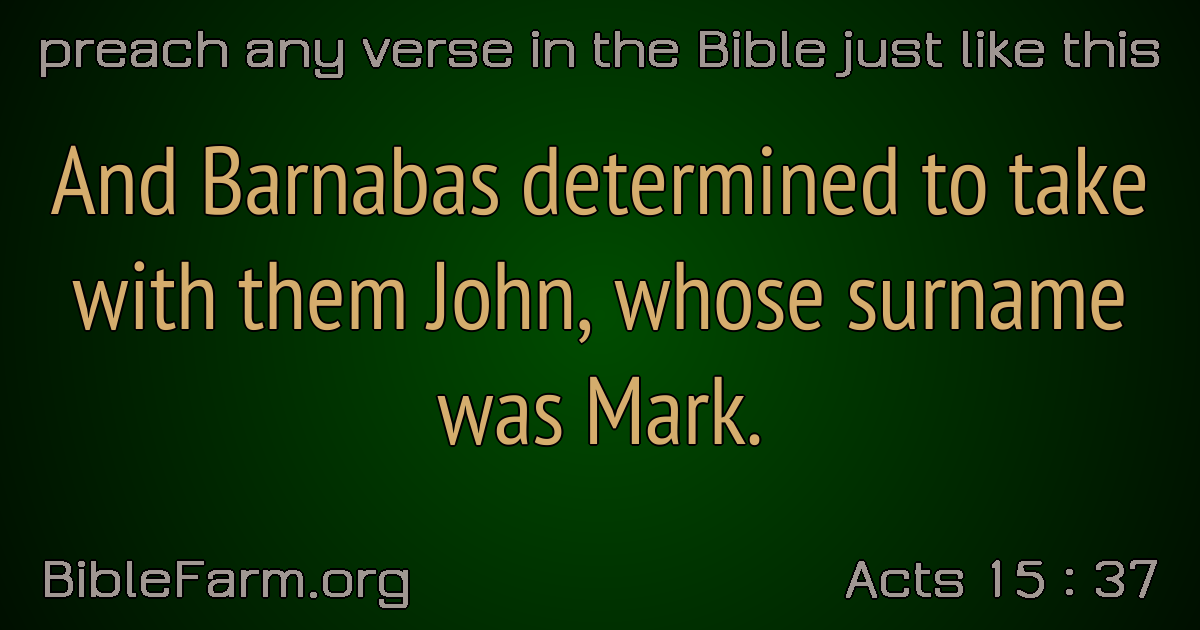 preach any verse in the Bible just like this
And Barnabas determined to take
with them John, whose surname
was Mark.
BibleFarm.org
Acts 15 : 37